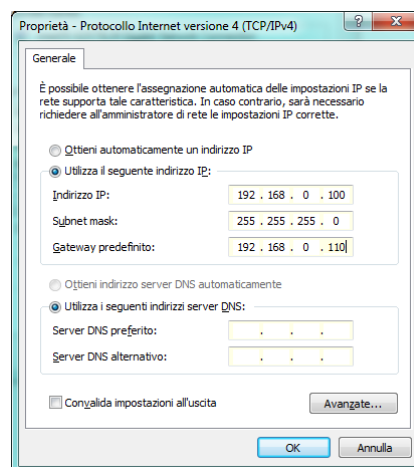 Proprietà - Protocollo Internet versione 4 (TCP/IPv4)
Generale
È possibile ottenere l'assegnazione automatica delle impostazioni IP se la
rete supporta tale caratteristica. In caso contrario, sarà necessario
richiedere all'amministratore di rete le impostazioni IP corrette.
Ottieni automaticamente un indirizzo IP
Utilizza il seguente indirizzo IP:
Indirizzo IP: 192 . 168 . 0 . 100
Subnet mask: 255 . 255 . 255 . 0
Gateway predefinito: 192 . 168 . 0 . 110
Ottieni indirizzo server DNS automaticamente
Utilizza i seguenti indirizzi server DNS:
Server DNS preferito: . . .
Server DNS alternativo: . . .
Convalida impostazioni all'uscita
Avanzate...
OK Annulla